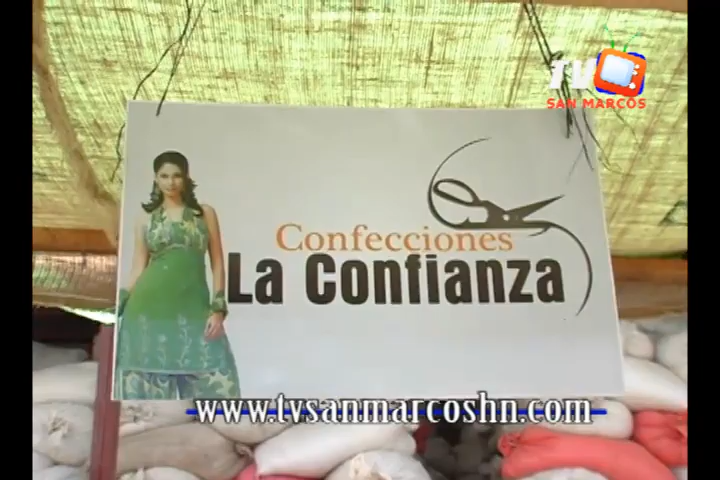 TV
SAN MARCOS
Confecciones
La Confianza
www.tvsanmarcoshn.com